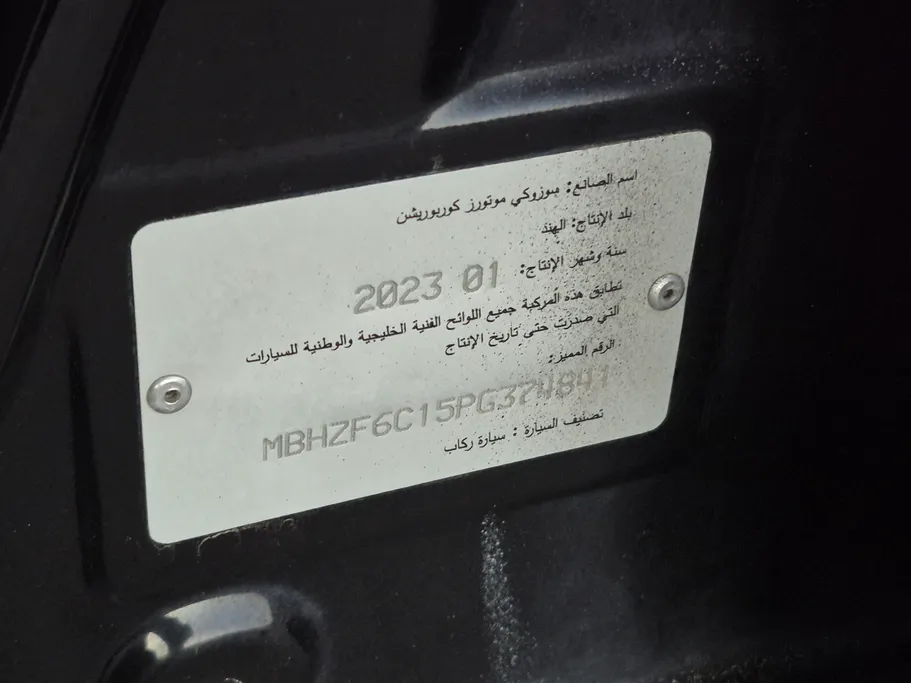 اسم الصانع: سوزوكي موتورز كوربوريشن
بلد الإنتاج: الهند
سنة وشهر الإنتاج: 2023 01
تطابق هذه المركبة جميع اللوائح الفنية الخليجية والوطنية للسيارات
التي صدرت حتى تاريخ الإنتاج
الرقم المميز:
MBHZF6C15PG374841
تصنيف السيارة : سيارة ركاب